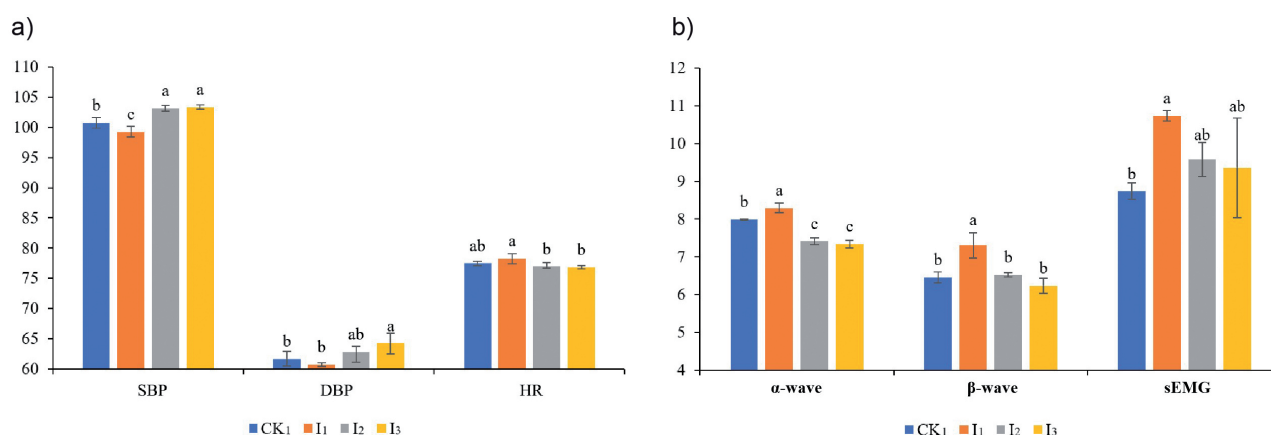 a)
110
105
100
95
90
85
80
75
70
65
60
b c a a
b b ab a
ab a b b
SBP DBP HR
CK1 I1 I2 I3
b)
12
11
10
9
8
7
6
5
4
b a c c
b a b b
b a ab ab
α-wave β-wave sEMG
CK1 I1 I2 I3